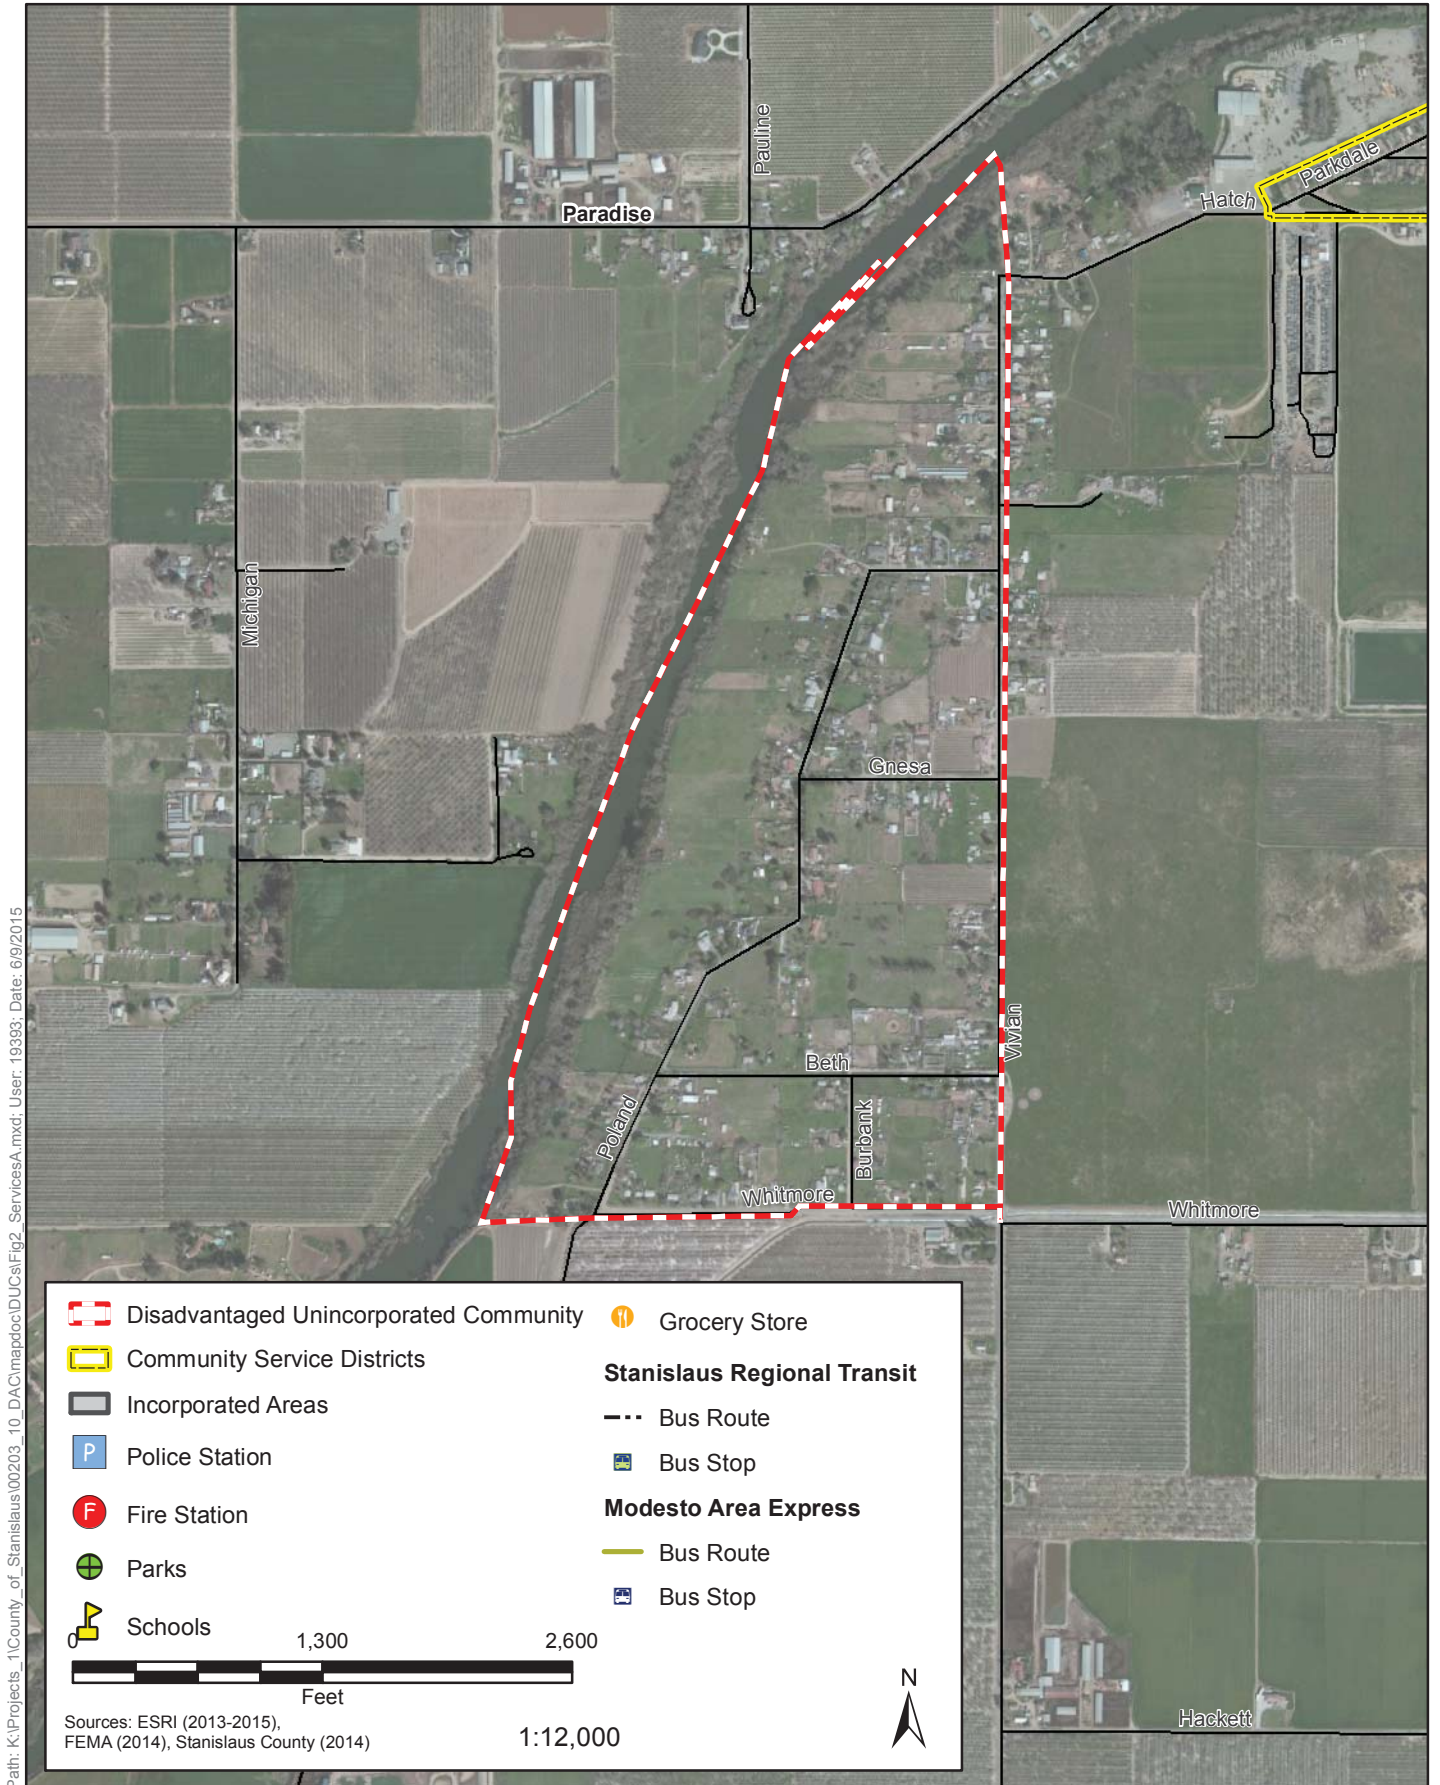 Pauline
Parkdale
Hatch
Paradise
Michigan
Gnesa
Vivian
Beth
Poland
Burbank
Whitmore
Whitmore
Hackett
Path: K:\Projects_1\County_of_Stanislaus\00203_10_DAC\mapdoc\DUCs\Fig2_ServicesA.mxd; User: 19393; Date: 6/9/2015
Disadvantaged Unincorporated Community
Community Service Districts
Incorporated Areas
P Police Station
F Fire Station
Parks
Schools
Grocery Store
Stanislaus Regional Transit
Bus Route
Bus Stop
Modesto Area Express
Bus Route
Bus Stop
0 1,300 2,600
Feet
Sources: ESRI (2013-2015),
FEMA (2014), Stanislaus County (2014)
1:12,000
N